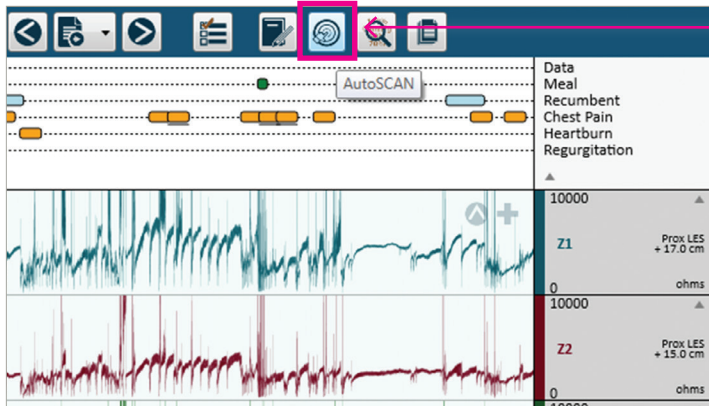 AutoSCAN
Data
Meal
Recumbent
Chest Pain
Heartburn
Regurgitation
10000
Z1
Prox LES
+ 17.0 cm
0
ohms
10000
Z2
Prox LES
+ 15.0 cm
0
ohms
10000